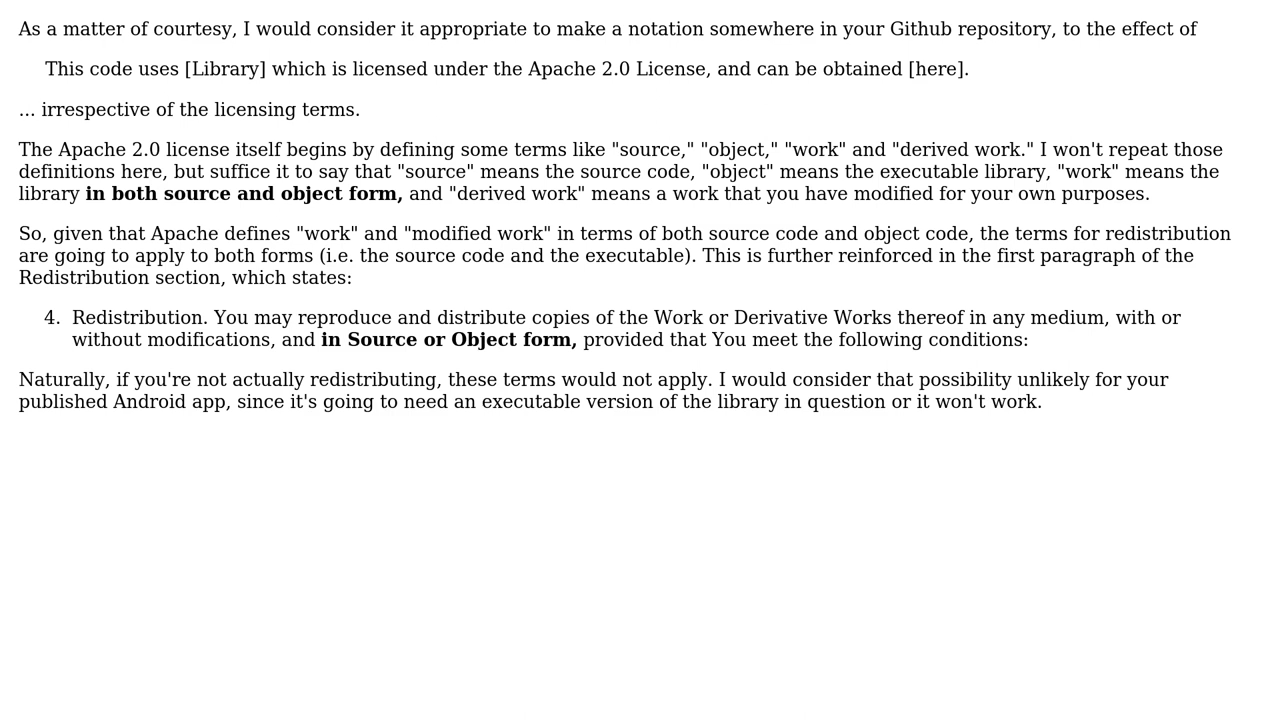 As a matter of courtesy, I would consider it appropriate to make a notation somewhere in your Github repository, to the effect of
This code uses [Library] which is licensed under the Apache 2.0 License, and can be obtained [here].
... irrespective of the licensing terms.
The Apache 2.0 license itself begins by defining some terms like "source," "object," "work" and "derived work." I won't repeat those
definitions here, but suffice it to say that "source" means the source code, "object" means the executable library, "work" means the
library in both source and object form, and "derived work" means a work that you have modified for your own purposes.
So, given that Apache defines "work" and "modified work" in terms of both source code and object code, the terms for redistribution
are going to apply to both forms (i.e. the source code and the executable). This is further reinforced in the first paragraph of the
Redistribution section, which states:
4. Redistribution. You may reproduce and distribute copies of the Work or Derivative Works thereof in any medium, with or
without modifications, and in Source or Object form, provided that You meet the following conditions:
Naturally, if you're not actually redistributing, these terms would not apply. I would consider that possibility unlikely for your
published Android app, since it's going to need an executable version of the library in question or it won't work.